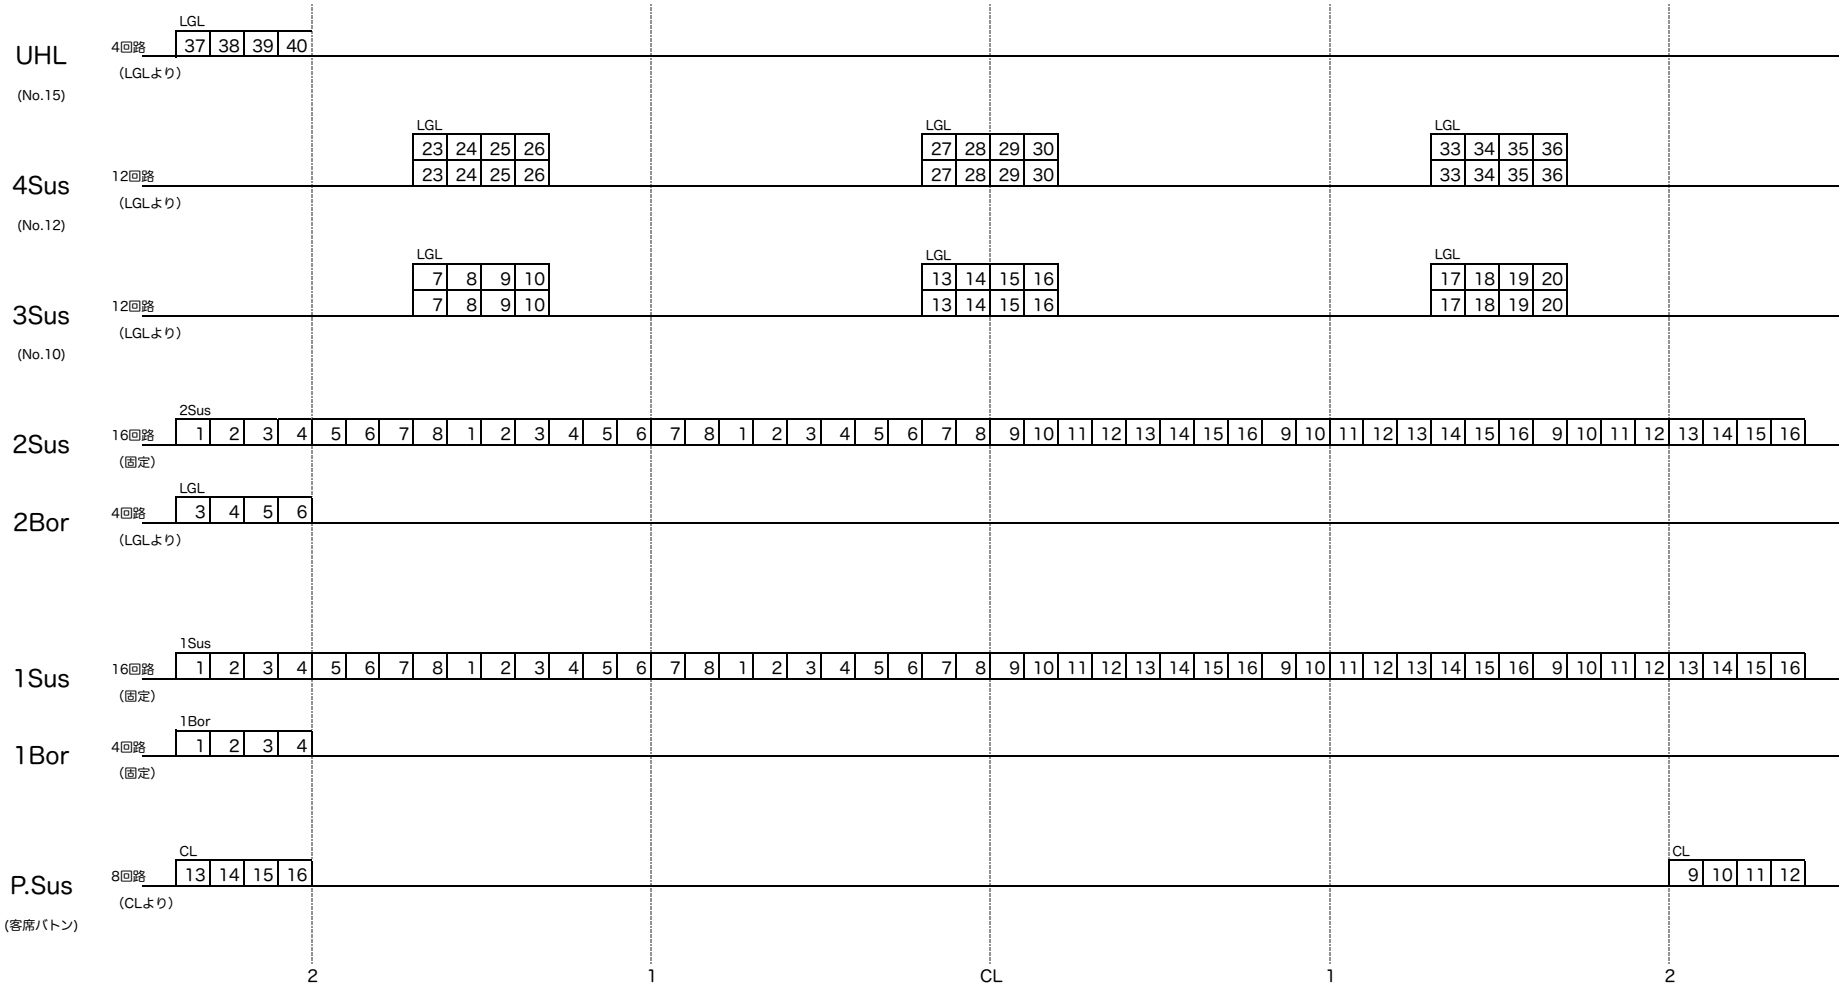 LGL
UHL 4回路 37 38 39 40
（LGLより）
(No.15)
LGL LGL LGL
23 24 25 26 27 28 29 30 33 34 35 36
4Sus 12回路 23 24 25 26 27 28 29 30 33 34 35 36
（LGLより）
(No.12)
LGL LGL LGL
7 8 9 10 13 14 15 16 17 18 19 20
3Sus 12回路 7 8 9 10 13 14 15 16 17 18 19 20
（LGLより）
(No.10)
2Sus
2Sus 16回路 1 2 3 4 5 6 7 8 1 2 3 4 5 6 7 8 1 2 3 4 5 6 7 8 9 10 11 12 13 14 15 16 9 10 11 12 13 14 15 16 9 10 11 12 13 14 15 16
（固定）
LGL
2Bor 4回路 3 4 5 6
（LGLより）
1Sus
1Sus 16回路 1 2 3 4 5 6 7 8 1 2 3 4 5 6 7 8 1 2 3 4 5 6 7 8 9 10 11 12 13 14 15 16 9 10 11 12 13 14 15 16 9 10 11 12 13 14 15 16
（固定）
1Bor
1Bor 4回路 1 2 3 4
（固定）
CL CL
P.Sus 8回路 13 14 15 16 9 10 11 12
（CLより）
(客席バトン)
2 1 CL 1 2